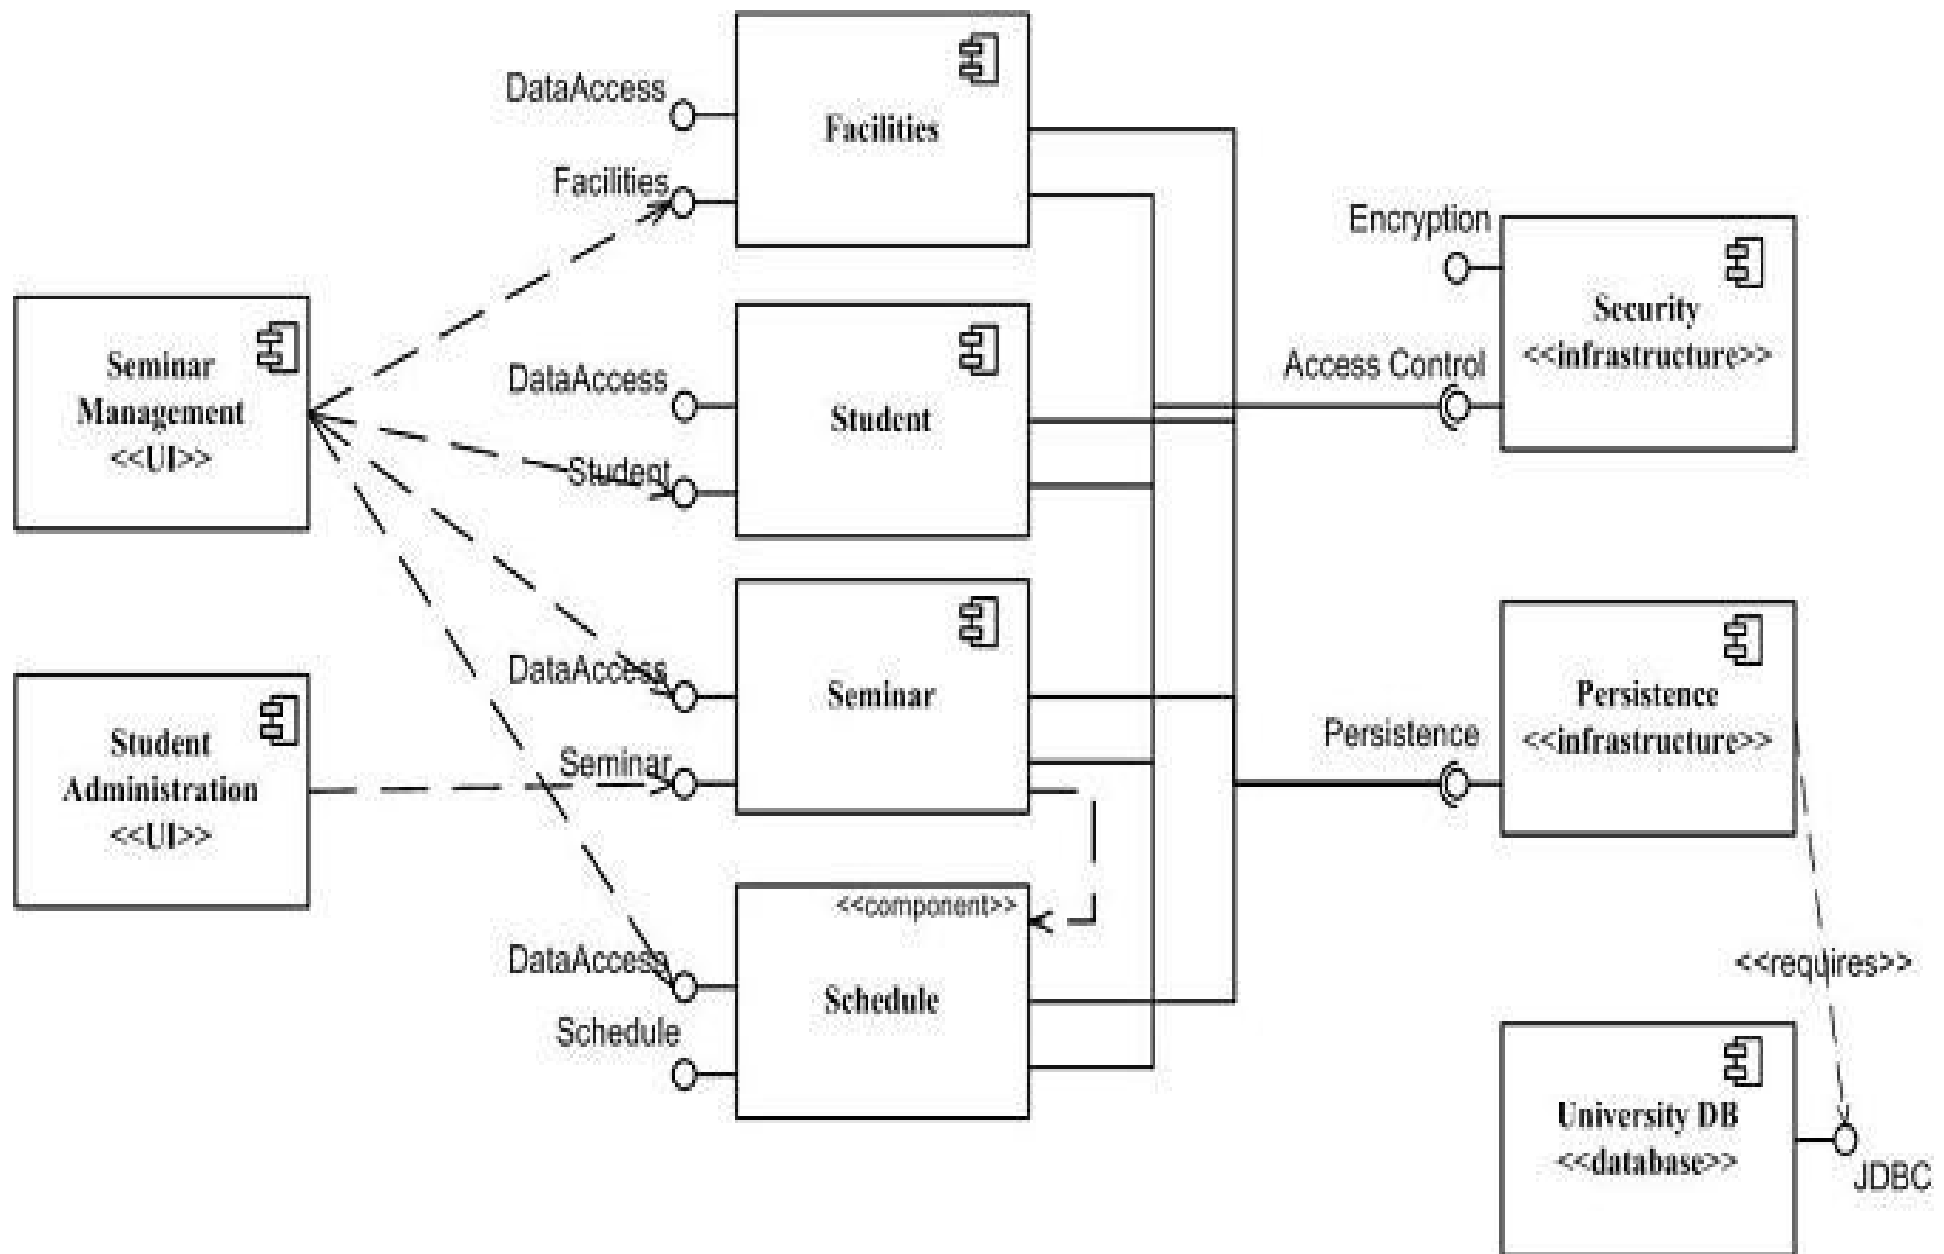 DataAccess
Facilities
Facilities
Seminar
Management
<<UI>>
DataAccess
Student
Student
Encryption
Security
<<infrastructure>>
Access Control
Student
Administration
<<UI>>
DataAccess
Seminar
Seminar
Persistence
Persistence
<<infrastructure>>
<<component>>
DataAccess
Schedule
Schedule
<<requires>>
University DB
<<database>>
JDBC